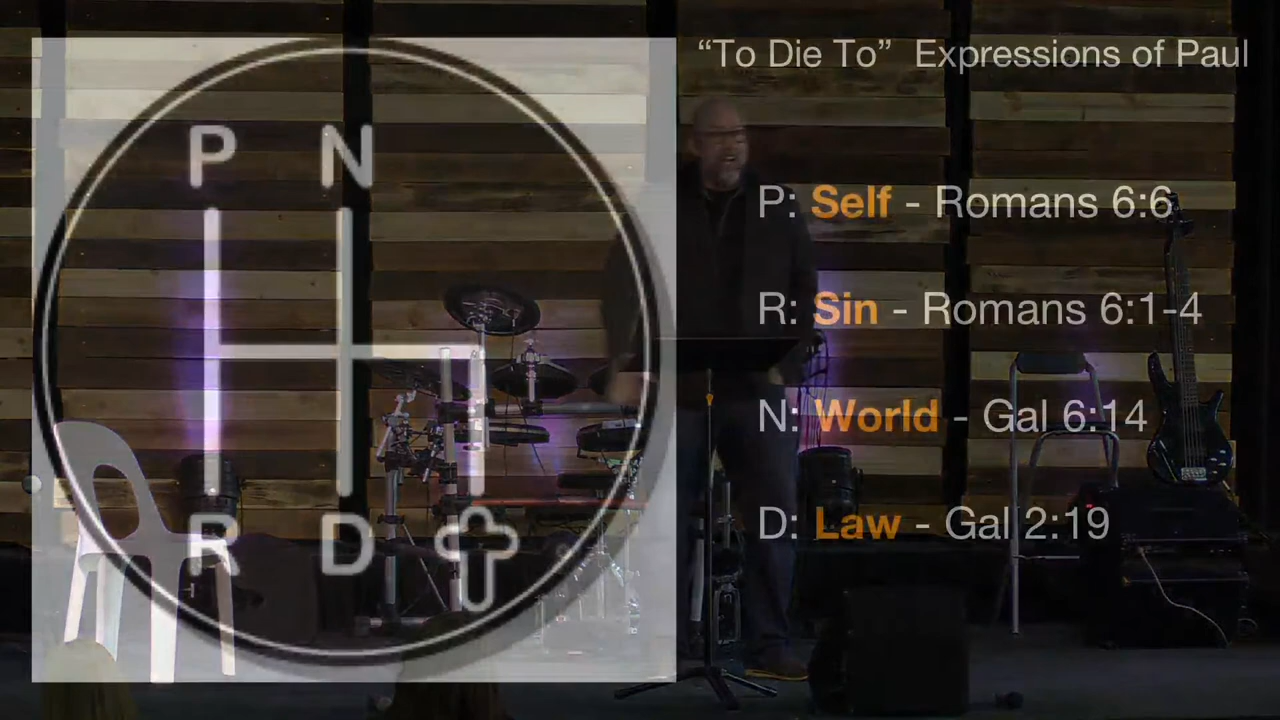 “To Die To” Expressions of Paul
P N
R D
P: Self - Romans 6:6
R: Sin - Romans 6:1-4
N: World - Gal 6:14
D: Law - Gal 2:19